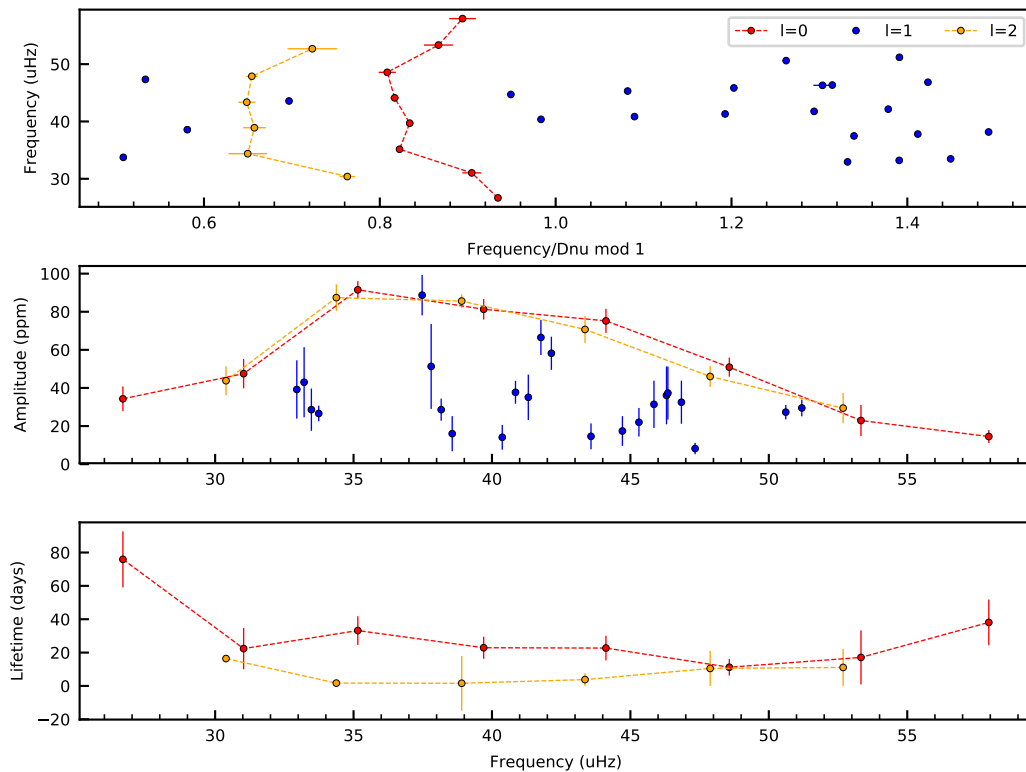 l=0 l=1 l=2
Frequency (uHz)
50
40
30
0.6 0.8 1.0 1.2 1.4
Frequency/Dnu mod 1
Amplitude (ppm)
100
80
60
40
20
0
30 35 40 45 50 55
Lifetime (days)
80
60
40
20
0
−20
30 35 40 45 50 55
Frequency (uHz)